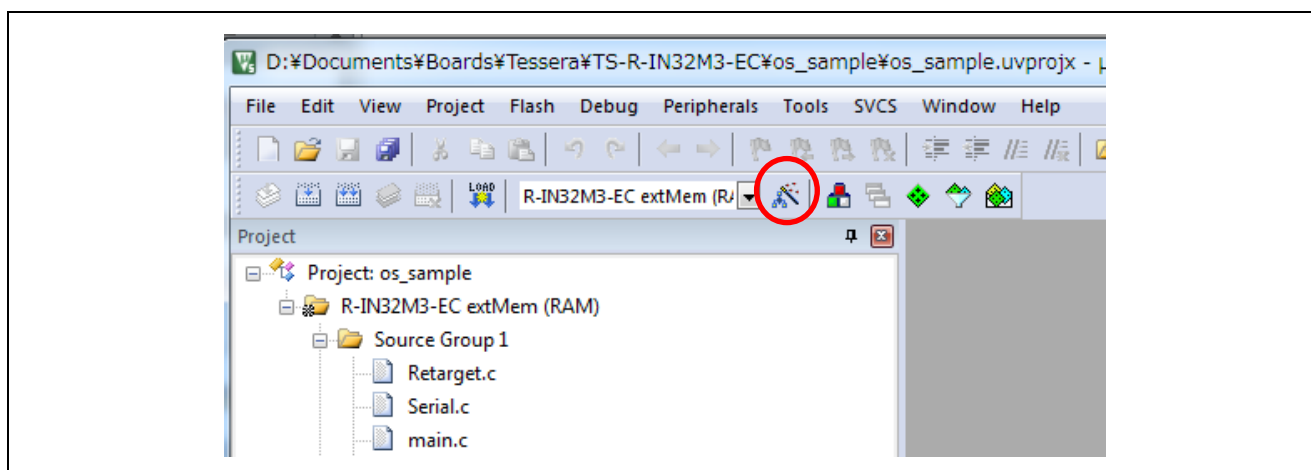 D:¥Documents¥Boards¥Tessera¥TS-R-IN32M3-EC¥os_sample¥os_sample.uvprojx - µ
File Edit View Project Flash Debug Peripherals Tools SVCS Window Help
LOAD R-IN32M3-EC extMem (R
Project
Project: os_sample
R-IN32M3-EC extMem (RAM)
Source Group 1
Retarget.c
Serial.c
main.c